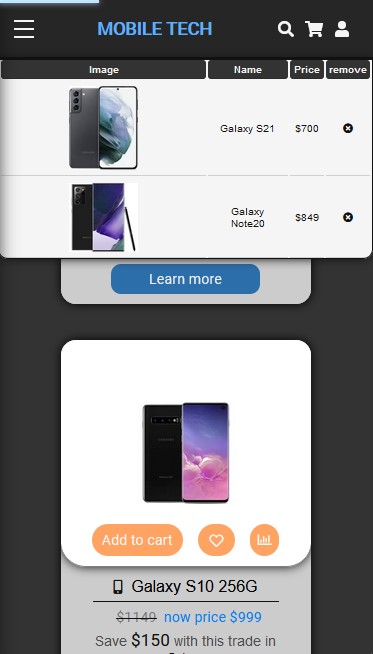 MOBILE TECH
Image Name Price remove
Galaxy S21 $700
Galaxy
Note20
$849
Learn more
Add to cart
Galaxy S10 256G
$1149 now price $999
Save $150 with this trade in